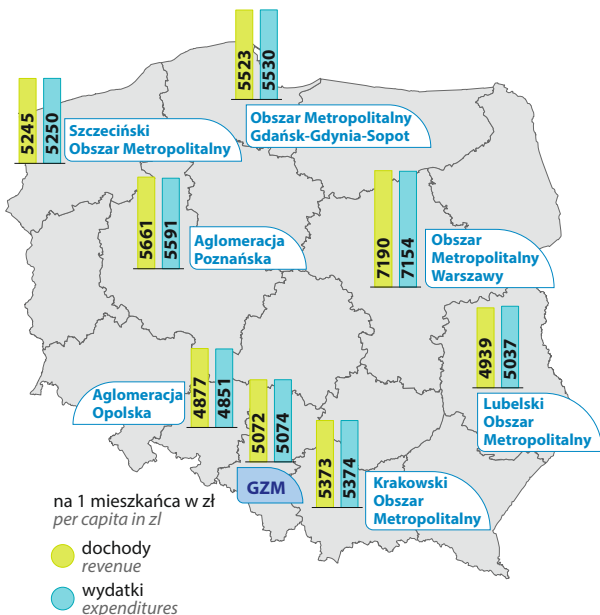 5523
5530
Obszar Metropolitalny
Gdańsk-Gdynia-Sopot
5245
5250
Szczeciński
Obszar Metropolitalny
5661
5591
Aglomeracja
Poznańska
7190
7154
Obszar
Metropolitalny
Warszawy
4939
5037
Lubelski
Obszar
Metropolitalny
4877
4851
Aglomeracja
Opolska
5072
5074
GZM
5373
5374
Krakowski
Obszar
Metropolitalny
na 1 mieszkańca w zł
per capita in zl
dochody
revenue
wydatki
expenditures